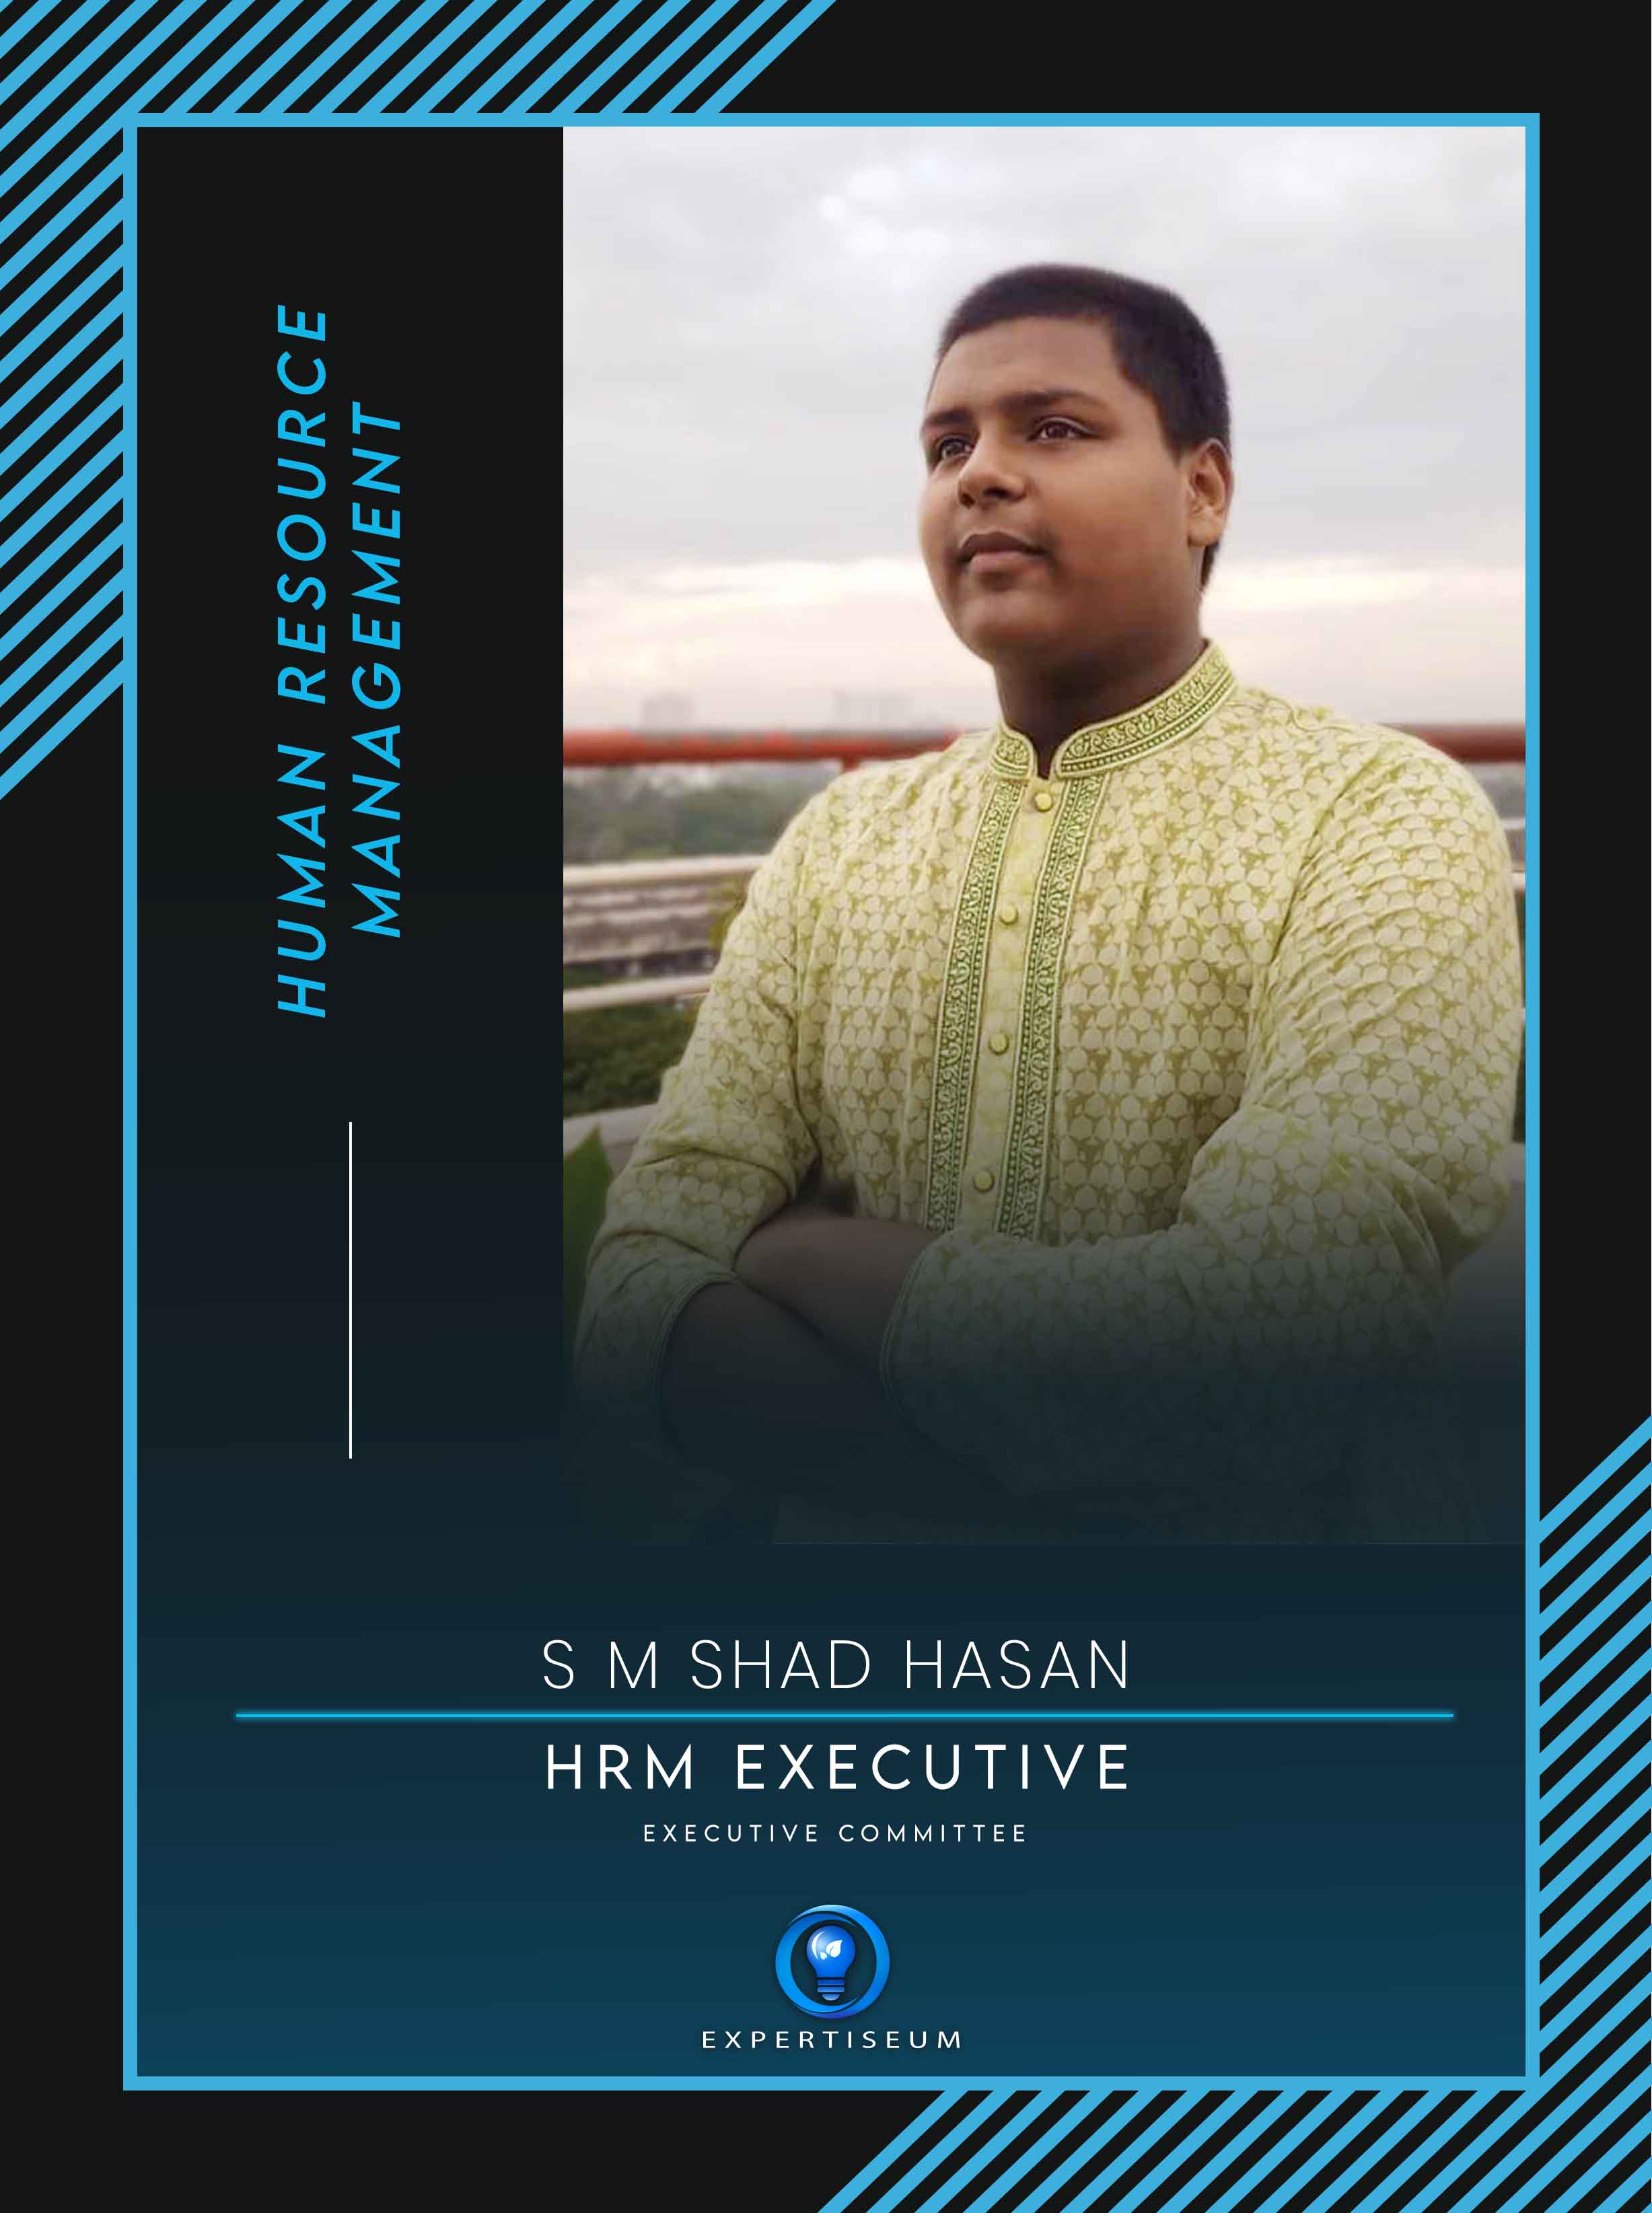 HUMAN RESOURCE
MANAGEMENT
S M SHAD HASAN
HRM EXECUTIVE
EXECUTIVE COMMITTEE
EXPERTISEUM